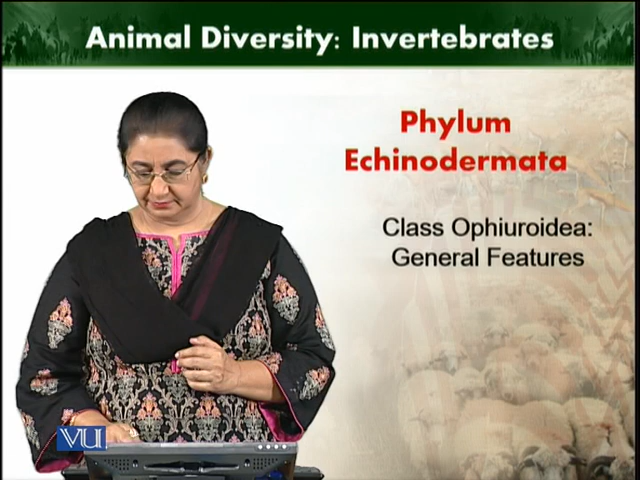 Animal Diversity: Invertebrates
Phylum
Echinodermata
Class Ophiuroidea:
General Features
VU